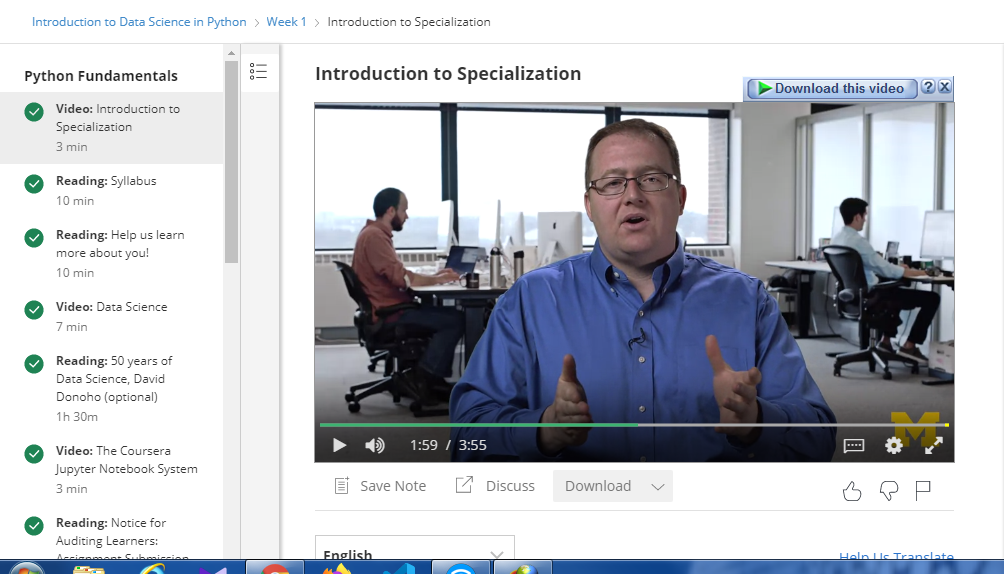 Introduction to Data Science in Python > Week 1 > Introduction to Specialization
Python Fundamentals
Video: Introduction to
Specialization
3 min
Reading: Syllabus
10 min
Reading: Help us learn
more about you!
10 min
Video: Data Science
7 min
Reading: 50 years of
Data Science, David
Donoho (optional)
1h 30m
Video: The Coursera
Jupyter Notebook System
3 min
Reading: Notice for
Auditing Learners:
Assignment Submission
Introduction to Specialization
Download this video ? X
M
1:59 / 3:55
Save Note Discuss Download
English
Help Us Translate